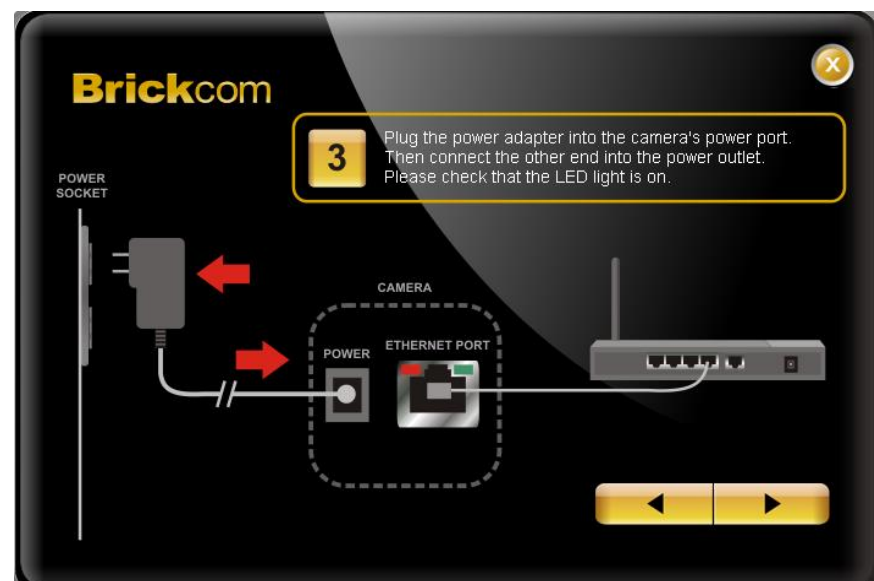 Brickcom
X
3
Plug the power adapter into the camera's power port.
Then connect the other end into the power outlet.
Please check that the LED light is on.
POWER
SOCKET
CAMERA
POWER
ETHERNET PORT